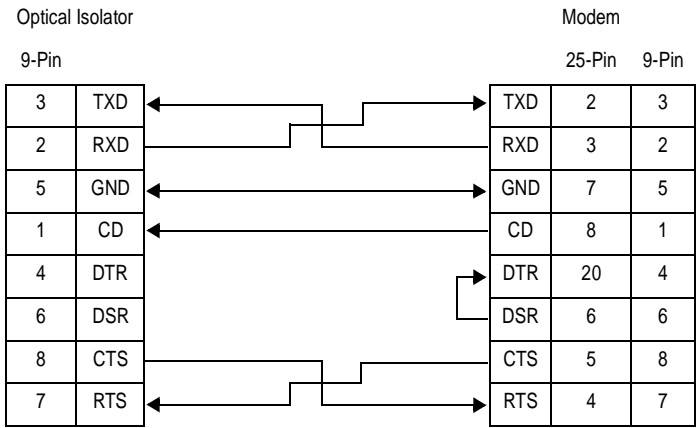 Optical Isolator Modem
9-Pin 25-Pin 9-Pin
3 TXD TXD 2 3
2 RXD RXD 3 2
5 GND GND 7 5
1 CD CD 8 1
4 DTR DTR 20 4
6 DSR DSR 6 6
8 CTS CTS 5 8
7 RTS RTS 4 7